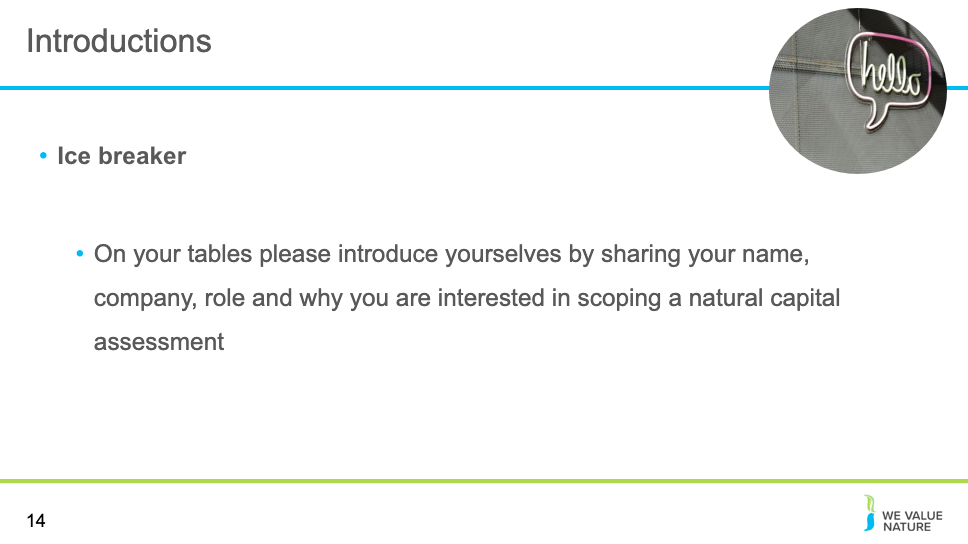 Introductions
hello
• Ice breaker
• On your tables please introduce yourselves by sharing your name,
company, role and why you are interested in scoping a natural capital
assessment
14
WE VALUE
NATURE